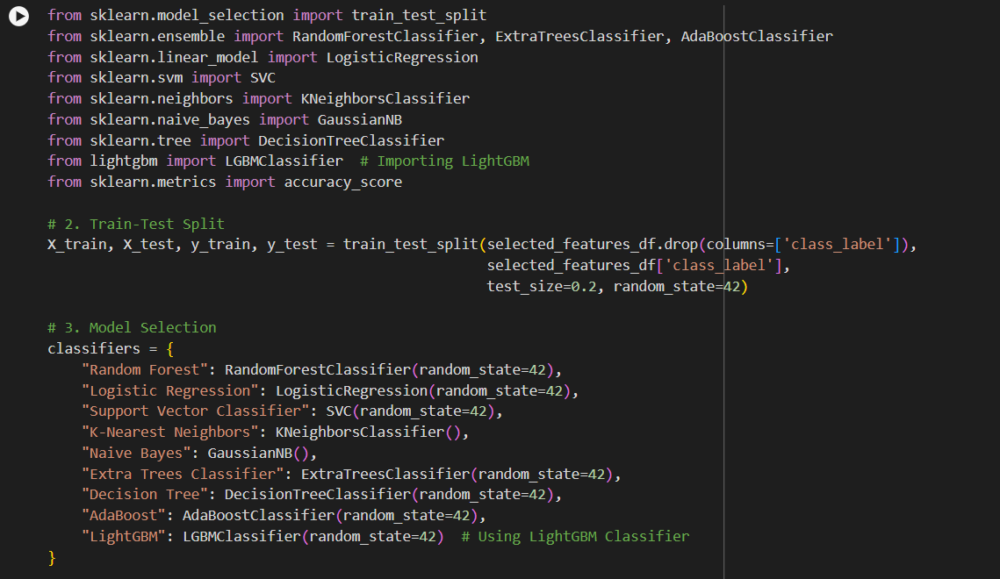 from sklearn.model_selection import train_test_split
from sklearn.ensemble import RandomForestClassifier, ExtraTreesClassifier, AdaBoostClassifier
from sklearn.linear_model import LogisticRegression
from sklearn.svm import SVC
from sklearn.neighbors import KNeighborsClassifier
from sklearn.naive_bayes import GaussianNB
from sklearn.tree import DecisionTreeClassifier
from lightgbm import LGBMClassifier  # Importing LightGBM
from sklearn.metrics import accuracy_score

# 2. Train-Test Split
X_train, X_test, y_train, y_test = train_test_split(selected_features_df.drop(columns=['class_label']),
                                                    selected_features_df['class_label'],
                                                    test_size=0.2, random_state=42)

# 3. Model Selection
classifiers = {
    "Random Forest": RandomForestClassifier(random_state=42),
    "Logistic Regression": LogisticRegression(random_state=42),
    "Support Vector Classifier": SVC(random_state=42),
    "K-Nearest Neighbors": KNeighborsClassifier(),
    "Naive Bayes": GaussianNB(),
    "Extra Trees Classifier": ExtraTreesClassifier(random_state=42),
    "Decision Tree": DecisionTreeClassifier(random_state=42),
    "AdaBoost": AdaBoostClassifier(random_state=42),
    "LightGBM": LGBMClassifier(random_state=42)  # Using LightGBM Classifier
}